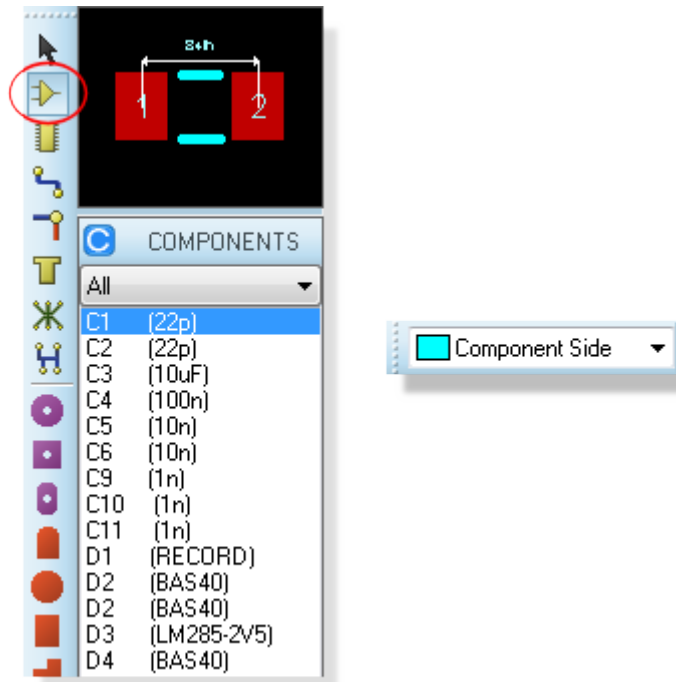 1
2
C COMPONENTS
All
C1 (22p)
C2 (22p)
C3 (10uF)
C4 (100n)
C5 (10n)
C6 (10n)
C9 (1n)
C10 (1n)
C11 (1n)
D1 (RECORD)
D2 (BAS40)
D2 (BAS40)
D3 (LM285-2V5)
D4 (BAS40)
Component Side